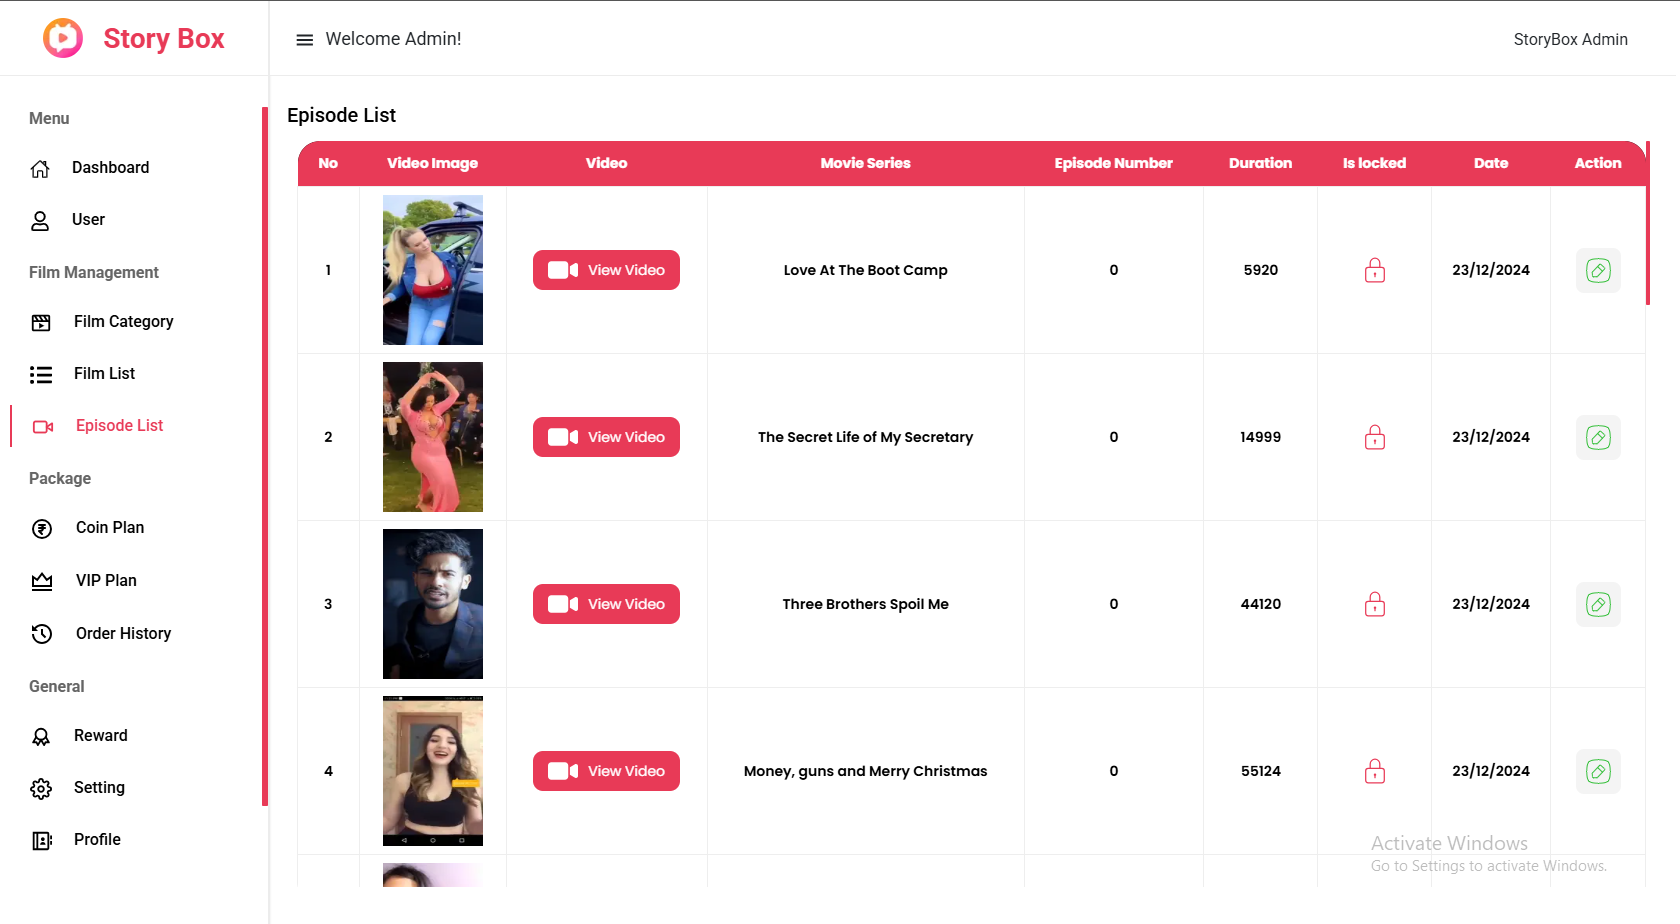 Story Box
Welcome Admin!
StoryBox Admin
Menu
Dashboard
User
Film Management
Film Category
Film List
Episode List
Package
Coin Plan
VIP Plan
Order History
General
Reward
Setting
Profile
Episode List
No Video Image Video Movie Series Episode Number Duration Is locked Date Action
1 View Video Love At The Boot Camp 0 5920 23/12/2024
2 View Video The Secret Life of My Secretary 0 14999 23/12/2024
3 View Video Three Brothers Spoil Me 0 44120 23/12/2024
4 View Video Money, guns and Merry Christmas 0 55124 23/12/2024
Activate Windows
Go to Settings to activate Windows.